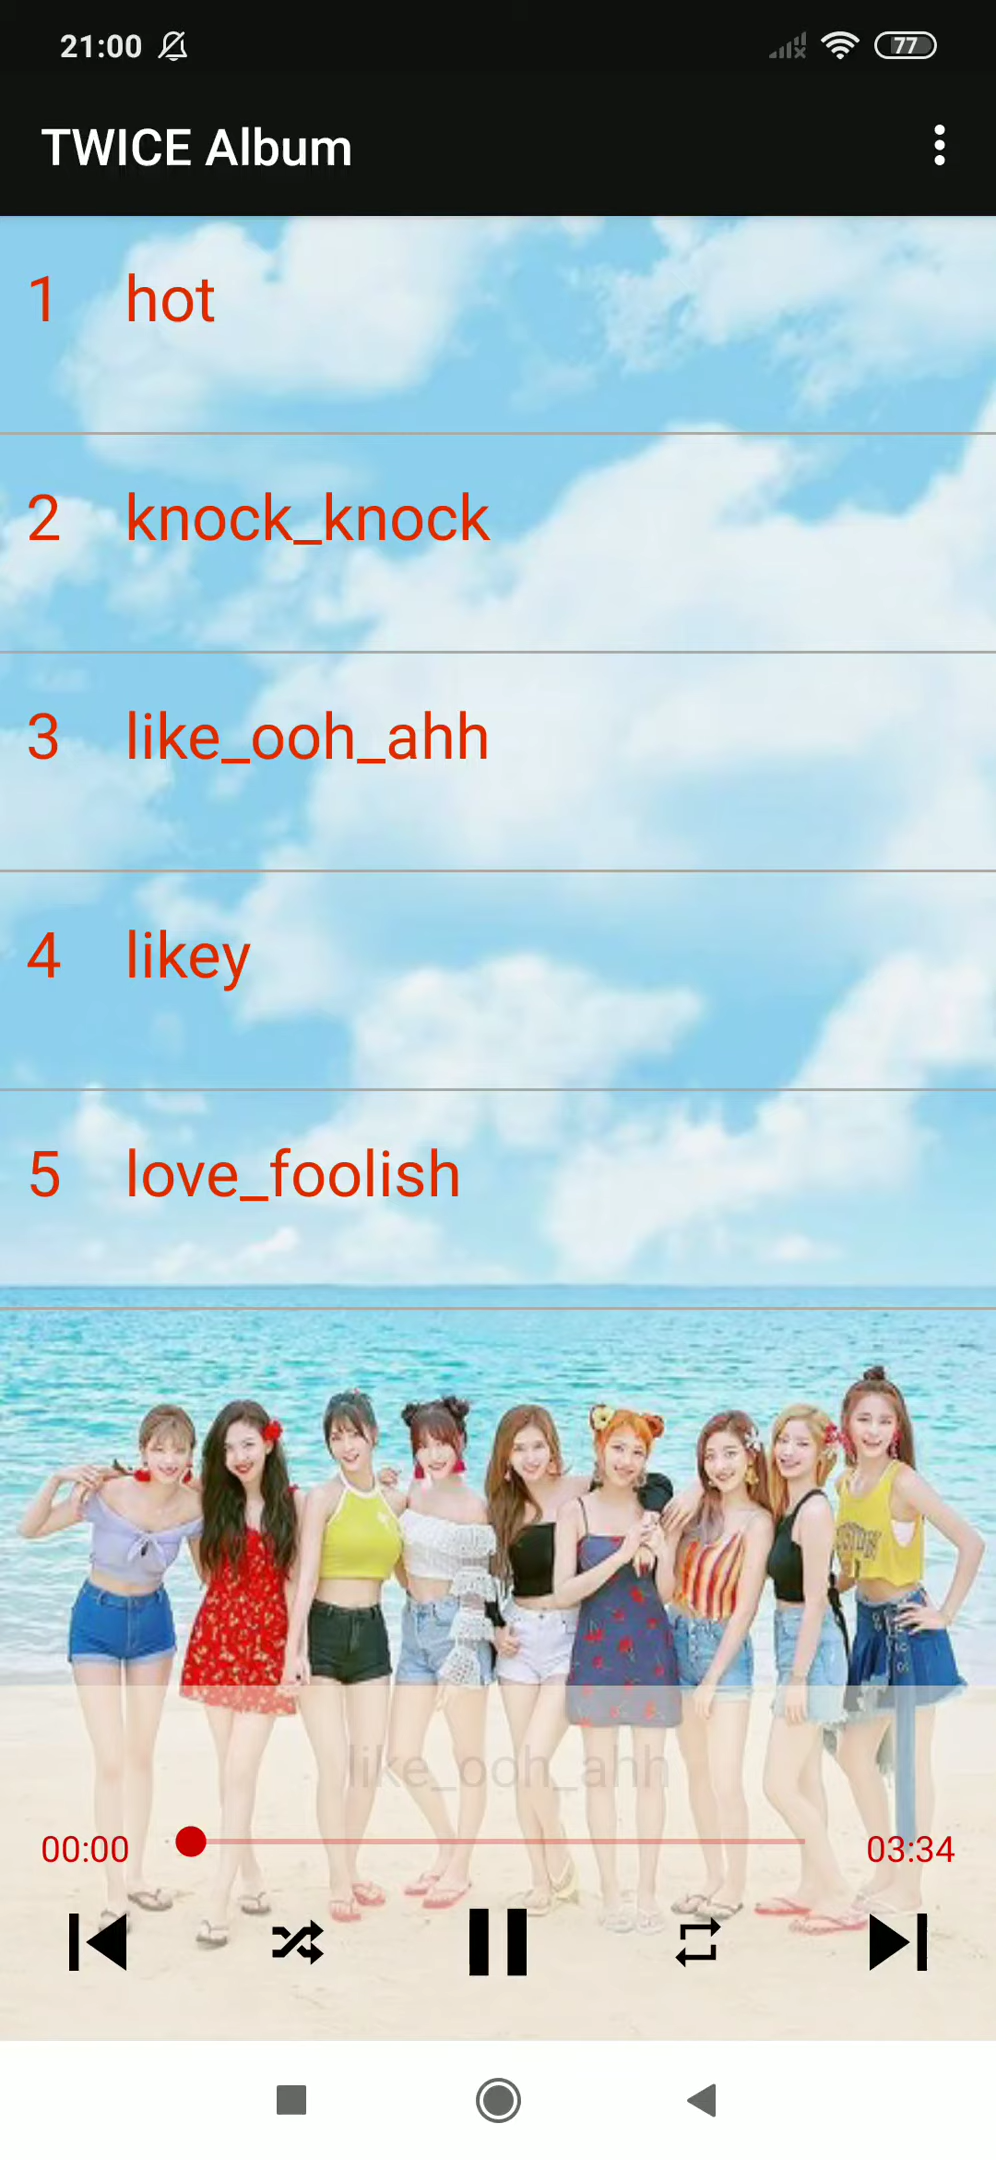 21:00 77
TWICE Album
1 hot
2 knock_knock
3 like_ooh_ahh
4 likey
5 love_foolish
like_ooh_ahh
00:00 03:34